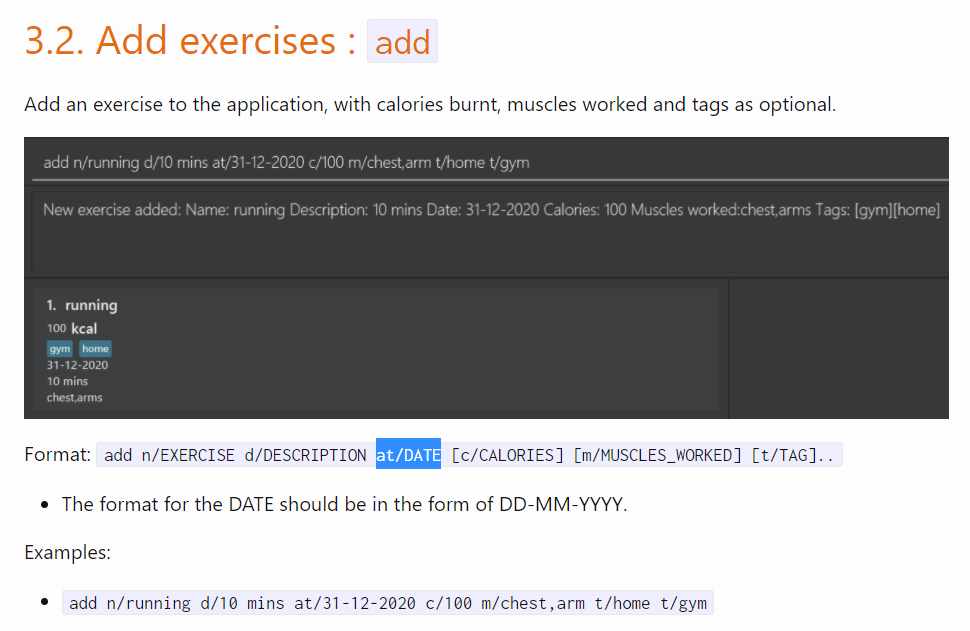 3.2. Add exercises : add
Add an exercise to the application, with calories burnt, muscles worked and tags as optional.
add n/running d/10 mins at/31-12-2020 c/100 m/chest,arm t/home t/gym
New exercise added: Name: running Description: 10 mins Date: 31-12-2020 Calories: 100 Muscles worked:chest,arms Tags: [gym][home]
1. running
100 kcal
gym home
31-12-2020
10 mins
chest,arms
Format: add n/EXERCISE d/DESCRIPTION at/DATE [c/CALORIES] [m/MUSCLES_WORKED] [t/TAG]..
• The format for the DATE should be in the form of DD-MM-YYYY.
Examples:
• add n/running d/10 mins at/31-12-2020 c/100 m/chest,arm t/home t/gym